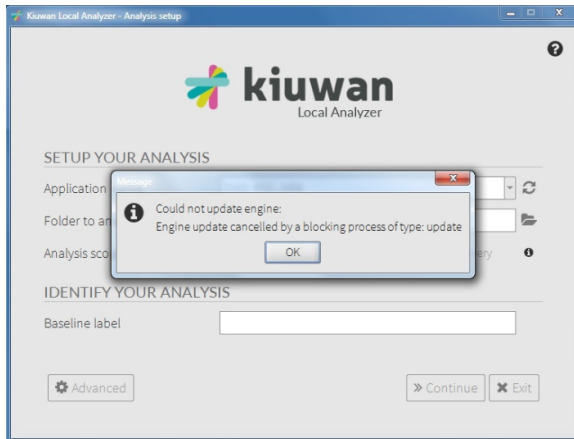 Kiuwan Local Analyzer - Analysis setup
kiuwan
Local Analyzer
SETUP YOUR ANALYSIS
Application
Message
Could not update engine:
Engine update cancelled by a blocking process of type: update
Folder to an
OK
Analysis sco
ery
IDENTIFY YOUR ANALYSIS
Baseline label
Advanced
Continue
Exit